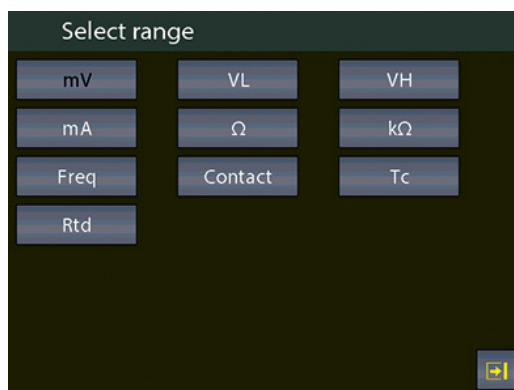 Select range
mV VL VH
mA Ω kΩ
Freq Contact Tc
Rtd